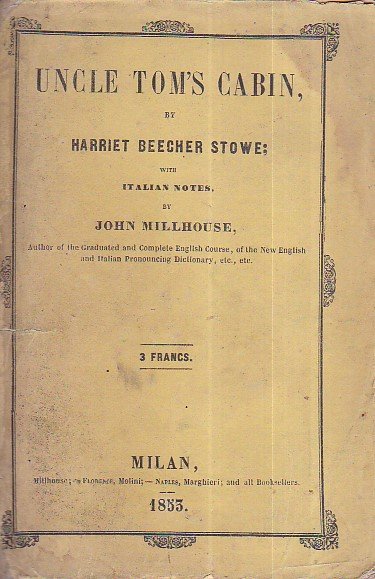 UNCLE TOM'S CABIN,
BY
HARRIET BEECHER STOWE;
WITH
ITALIAN NOTES,
BY
JOHN MILLHOUSE,
Author of the Graduated and Complete English Course, of the New English
and Italian Pronouncing Dictionary, etc., etc.
3 FRANCS.
MILAN,
Millhouse; — FLORENCE, Molini; — NAPLES, Marghieri; and all Booksellers.
1853.